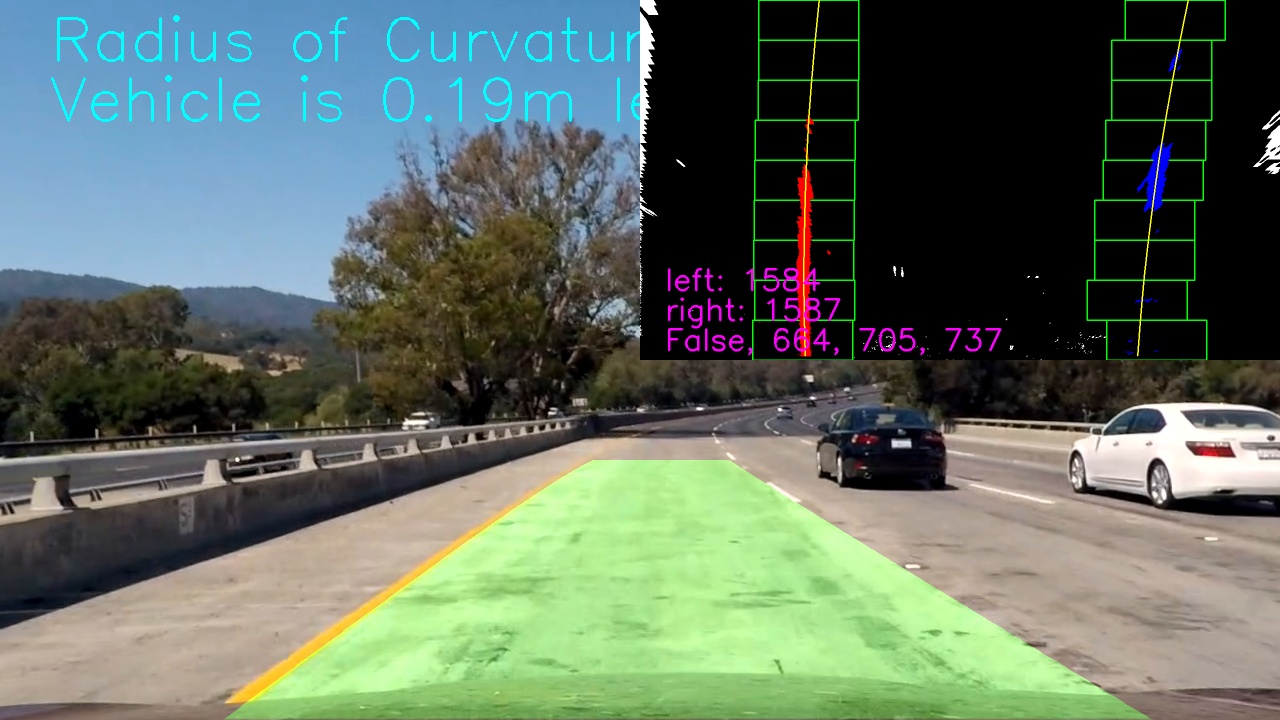 Radius of Curvatur
Vehicle is 0.19m le
left: 1584
right: 1587
False, 664, 705, 737